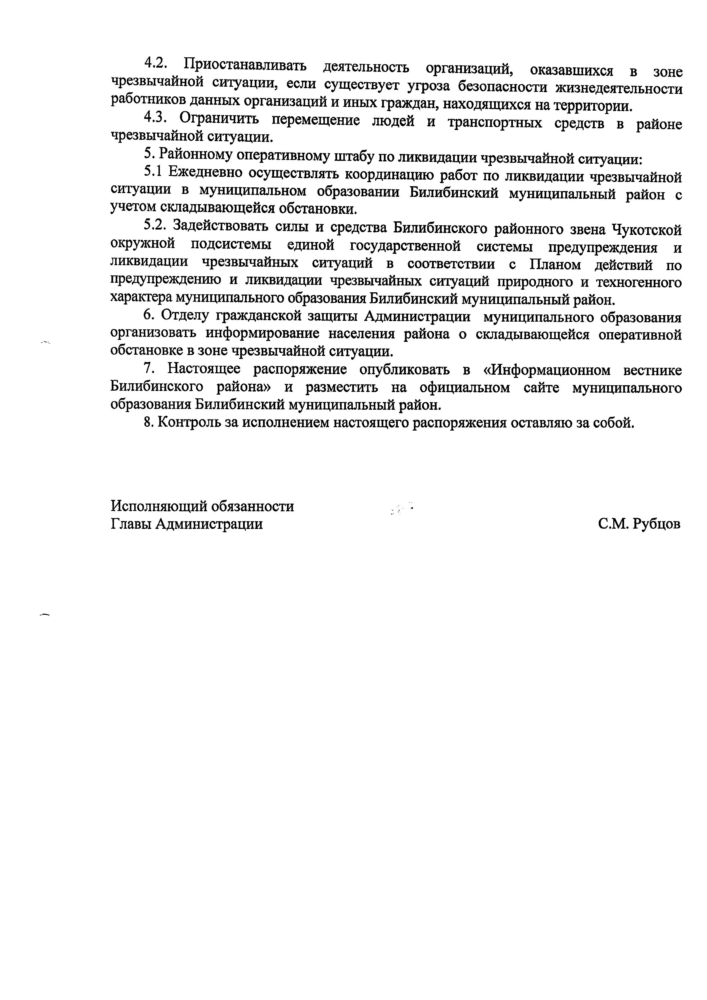 4.2. Приостанавливать деятельность организаций, оказавшихся в зоне
чрезвычайной ситуации, если существует угроза безопасности жизнедеятельности
работников данных организаций и иных граждан, находящихся на территории.
4.3. Ограничить перемещение людей и транспортных средств в районе
чрезвычайной ситуации.
5. Районному оперативному штабу по ликвидации чрезвычайной ситуации:
5.1 Ежедневно осуществлять координацию работ по ликвидации чрезвычайной
ситуации в муниципальном образовании Билибинский муниципальный район с
учетом складывающейся обстановки.
5.2. Задействовать силы и средства Билибинского районного звена Чукотской
окружной подсистемы единой государственной системы предупреждения и
ликвидации чрезвычайных ситуаций в соответствии с Планом действий по
предупреждению и ликвидации чрезвычайных ситуаций природного и техногенного
характера муниципального образования Билибинский муниципальный район.
6. Отделу гражданской защиты Администрации муниципального образования
организовать информирование населения района о складывающейся оперативной
обстановке в зоне чрезвычайной ситуации.
7. Настоящее распоряжение опубликовать в «Информационном вестнике
Билибинского района» и разместить на официальном сайте муниципального
образования Билибинский муниципальный район.
8. Контроль за исполнением настоящего распоряжения оставляю за собой.
Исполняющий обязанности
Главы Администрации С.М. Рубцов